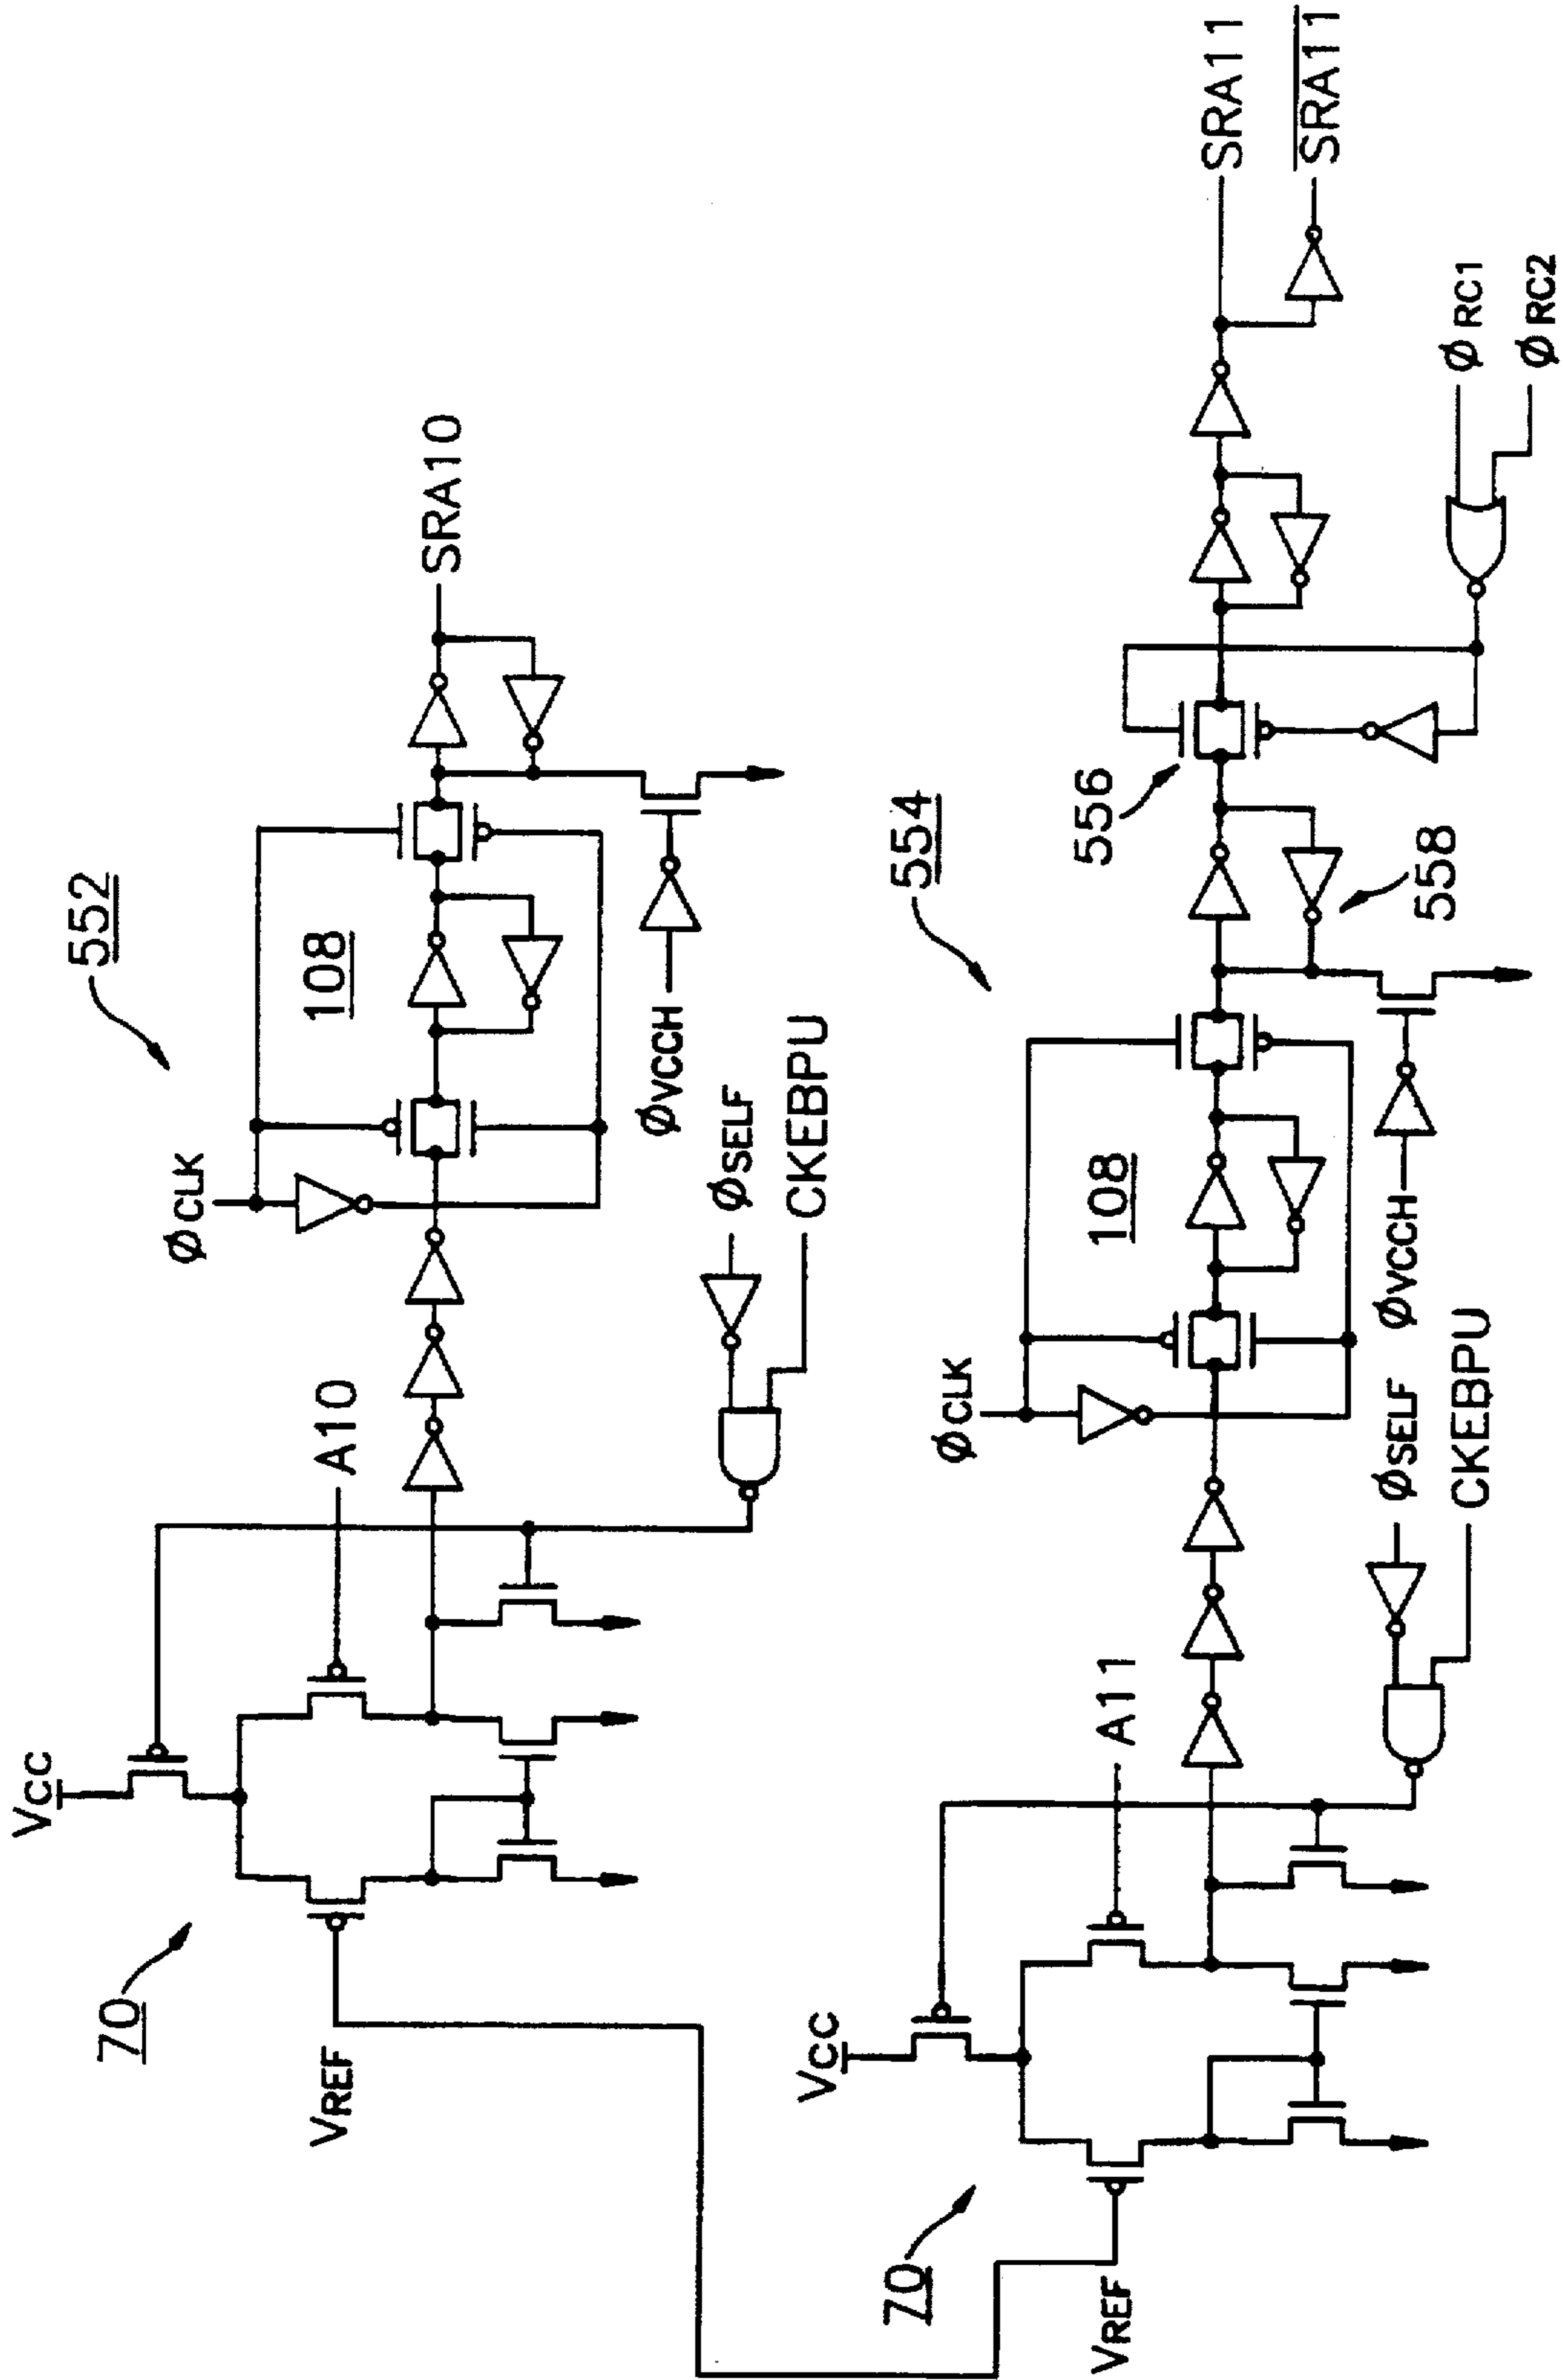 VCC
70
VREF
A10
φCLK
552
108
φSELF
CKEBPU
φVCCH
SRA10
VCC
70
VREF
A11
φCLK
554
108
φSELF
CKEBPU
φVCCH
556
558
φRC1
φRC2
SRA11
SRA11